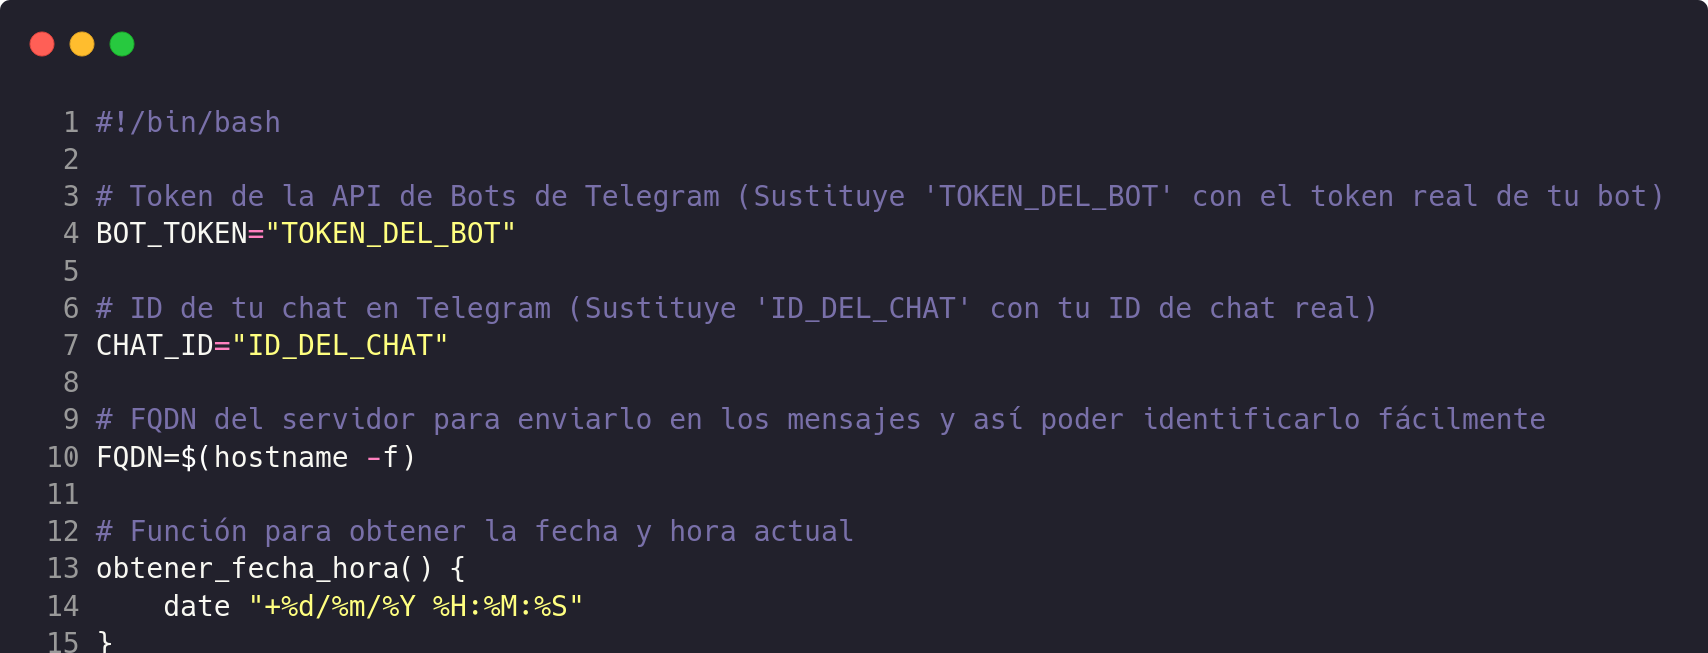 1 #!/bin/bash
2
3 # Token de la API de Bots de Telegram (Sustituye 'TOKEN_DEL_BOT' con el token real de tu bot)
4 BOT_TOKEN="TOKEN_DEL_BOT"
5
6 # ID de tu chat en Telegram (Sustituye 'ID_DEL_CHAT' con tu ID de chat real)
7 CHAT_ID="ID_DEL_CHAT"
8
9 # FQDN del servidor para enviarlo en los mensajes y así poder identificarlo fácilmente
10 FQDN=$(hostname -f)
11
12 # Función para obtener la fecha y hora actual
13 obtener_fecha_hora() {
14     date "+%d/%m/%Y %H:%M:%S"
15 }